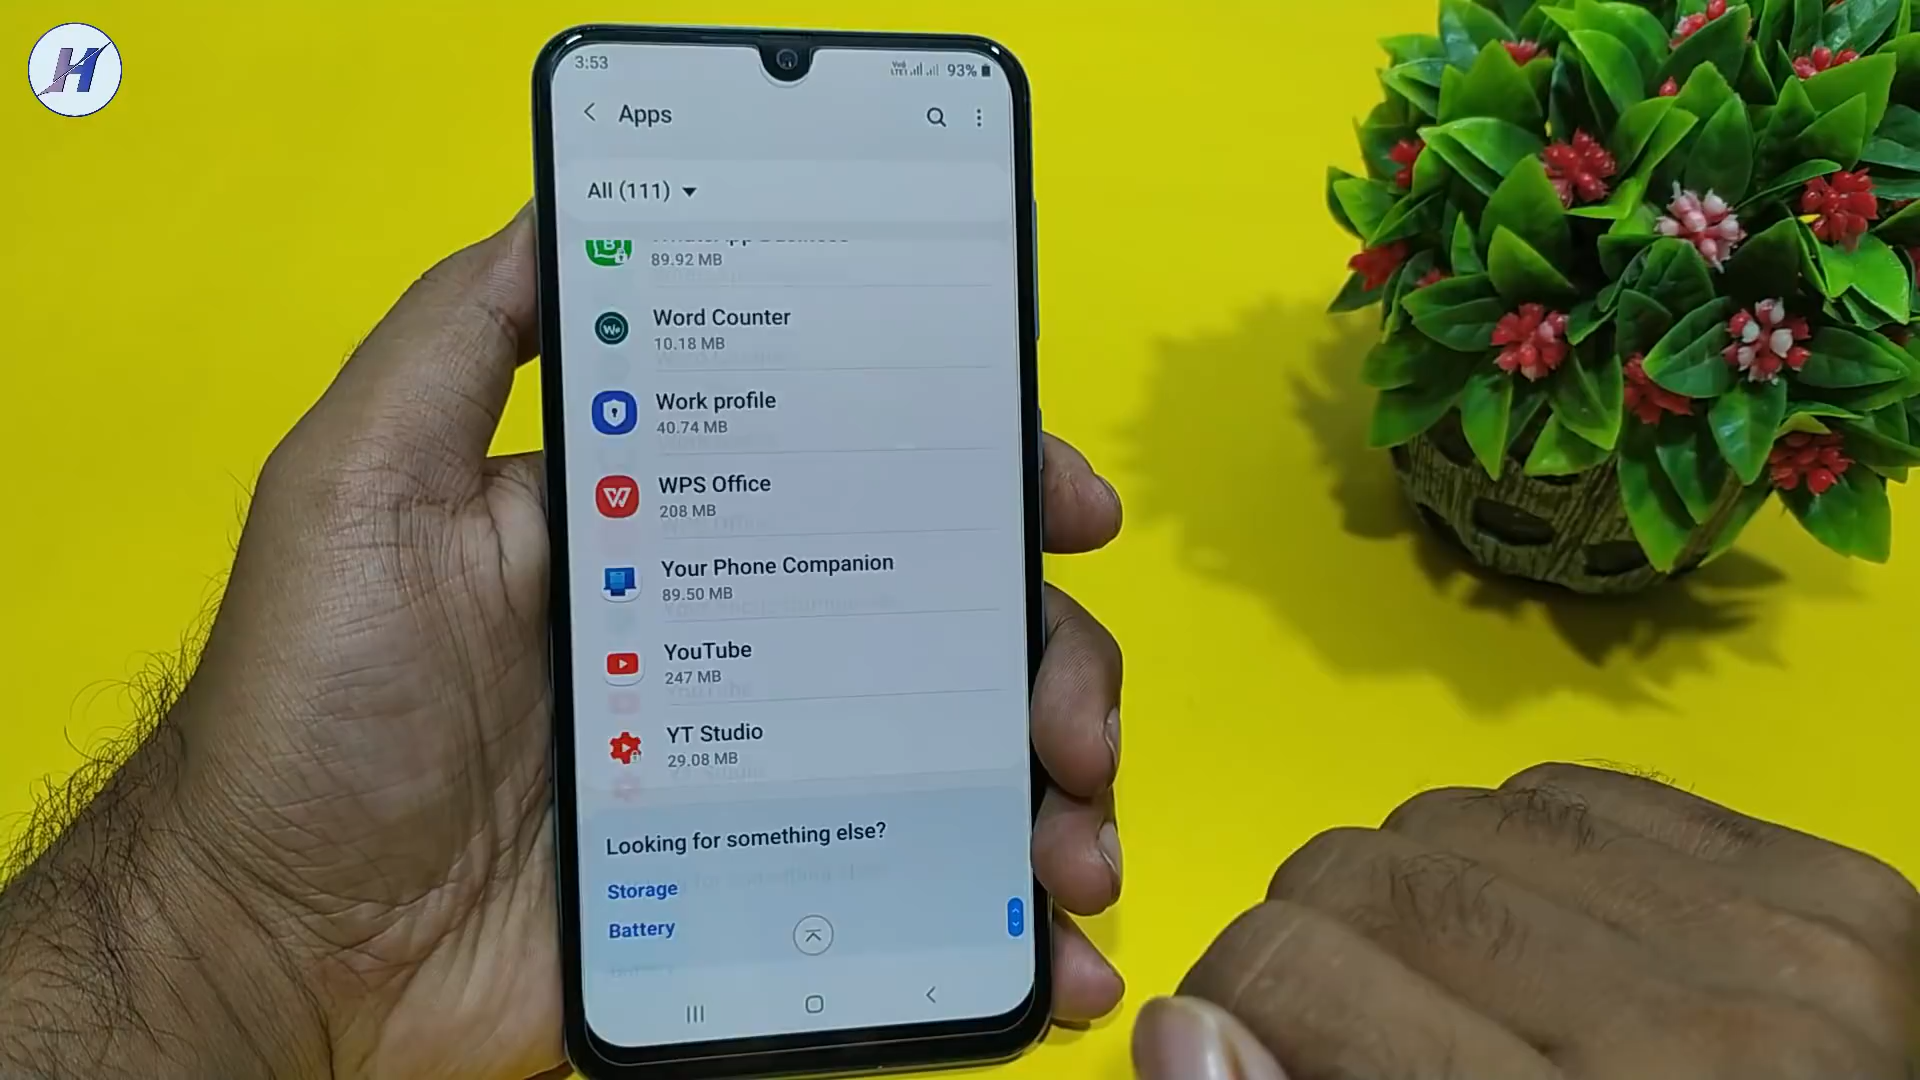 H
3:53
93%
Apps
All (111)
WhatsApp Business
89.92 MB
Word Counter
10.18 MB
Work profile
40.74 MB
WPS Office
208 MB
Your Phone Companion
89.50 MB
YouTube
247 MB
YT Studio
29.08 MB
Looking for something else?
Storage
Battery